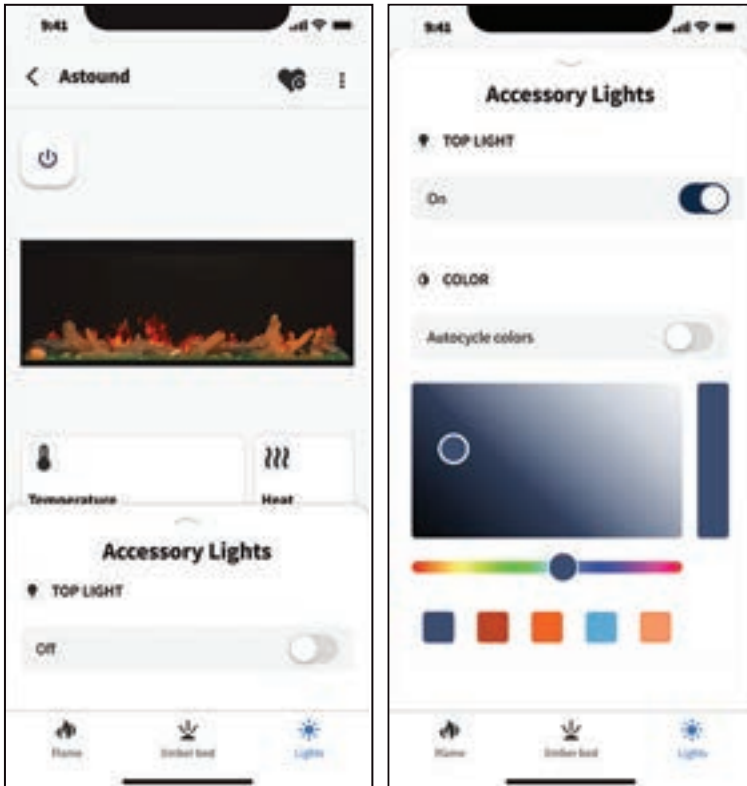 9:41
Astound
Temperature
Heat
Accessory Lights
TOP LIGHT
Off
Flame
Ember bed
Lights
9:41
Accessory Lights
TOP LIGHT
On
COLOR
Autocycle colors
Flame
Ember bed
Lights